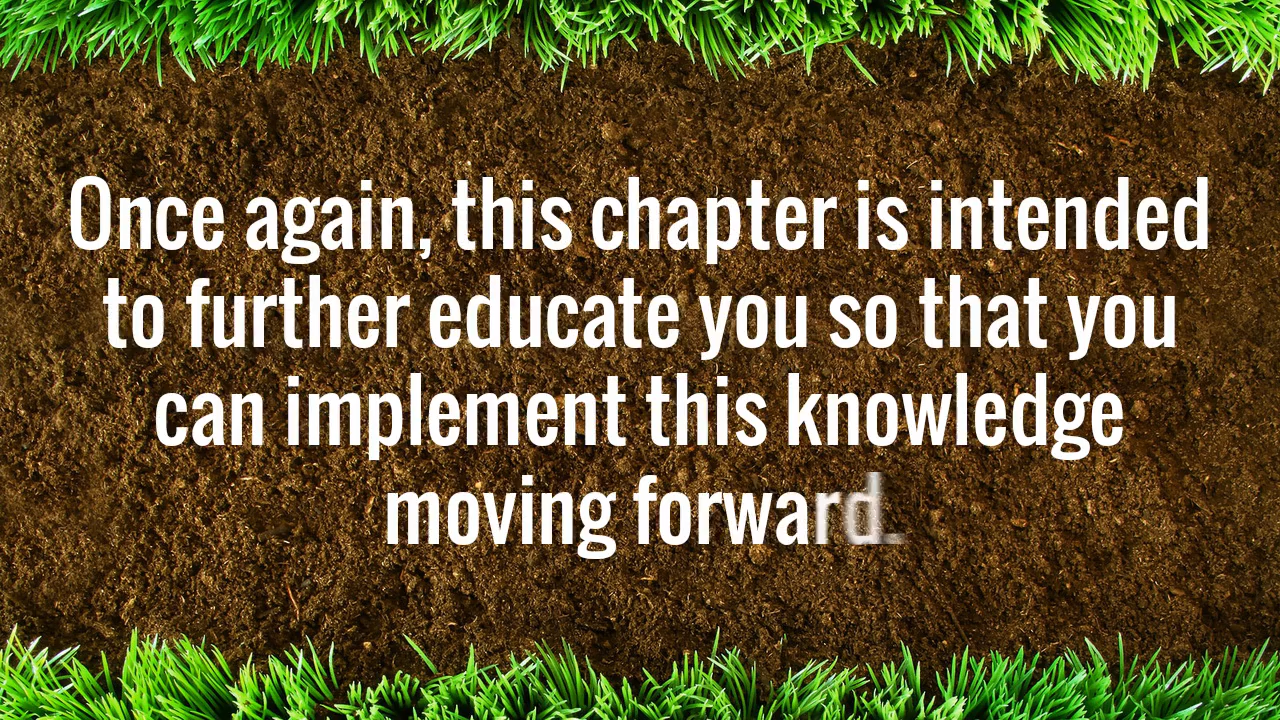 Once again, this chapter is intended
to further educate you so that you
can implement this knowledge
moving forward.